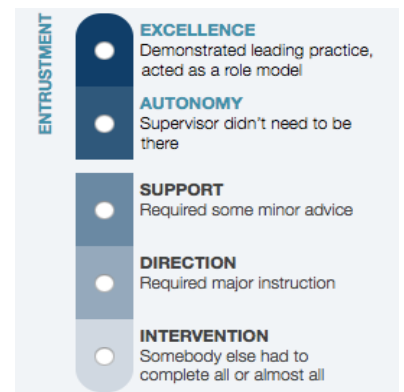 ENTRUSTMENT
EXCELLENCE
Demonstrated leading practice,
acted as a role model
AUTONOMY
Supervisor didn't need to be
there
SUPPORT
Required some minor advice
DIRECTION
Required major instruction
INTERVENTION
Somebody else had to
complete all or almost all